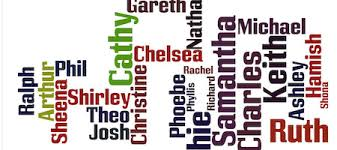 Gareth
Natha
Michael
Cathy
Chelsea
Samantha
Charles
Keith
Hamish
Ralph
Arthur
Phil
Sheena
Shirley
Christine
Phoebe
Rachel
Phyllis
Richard
Ashley
Shona
Theo
Josh
hie
Ruth